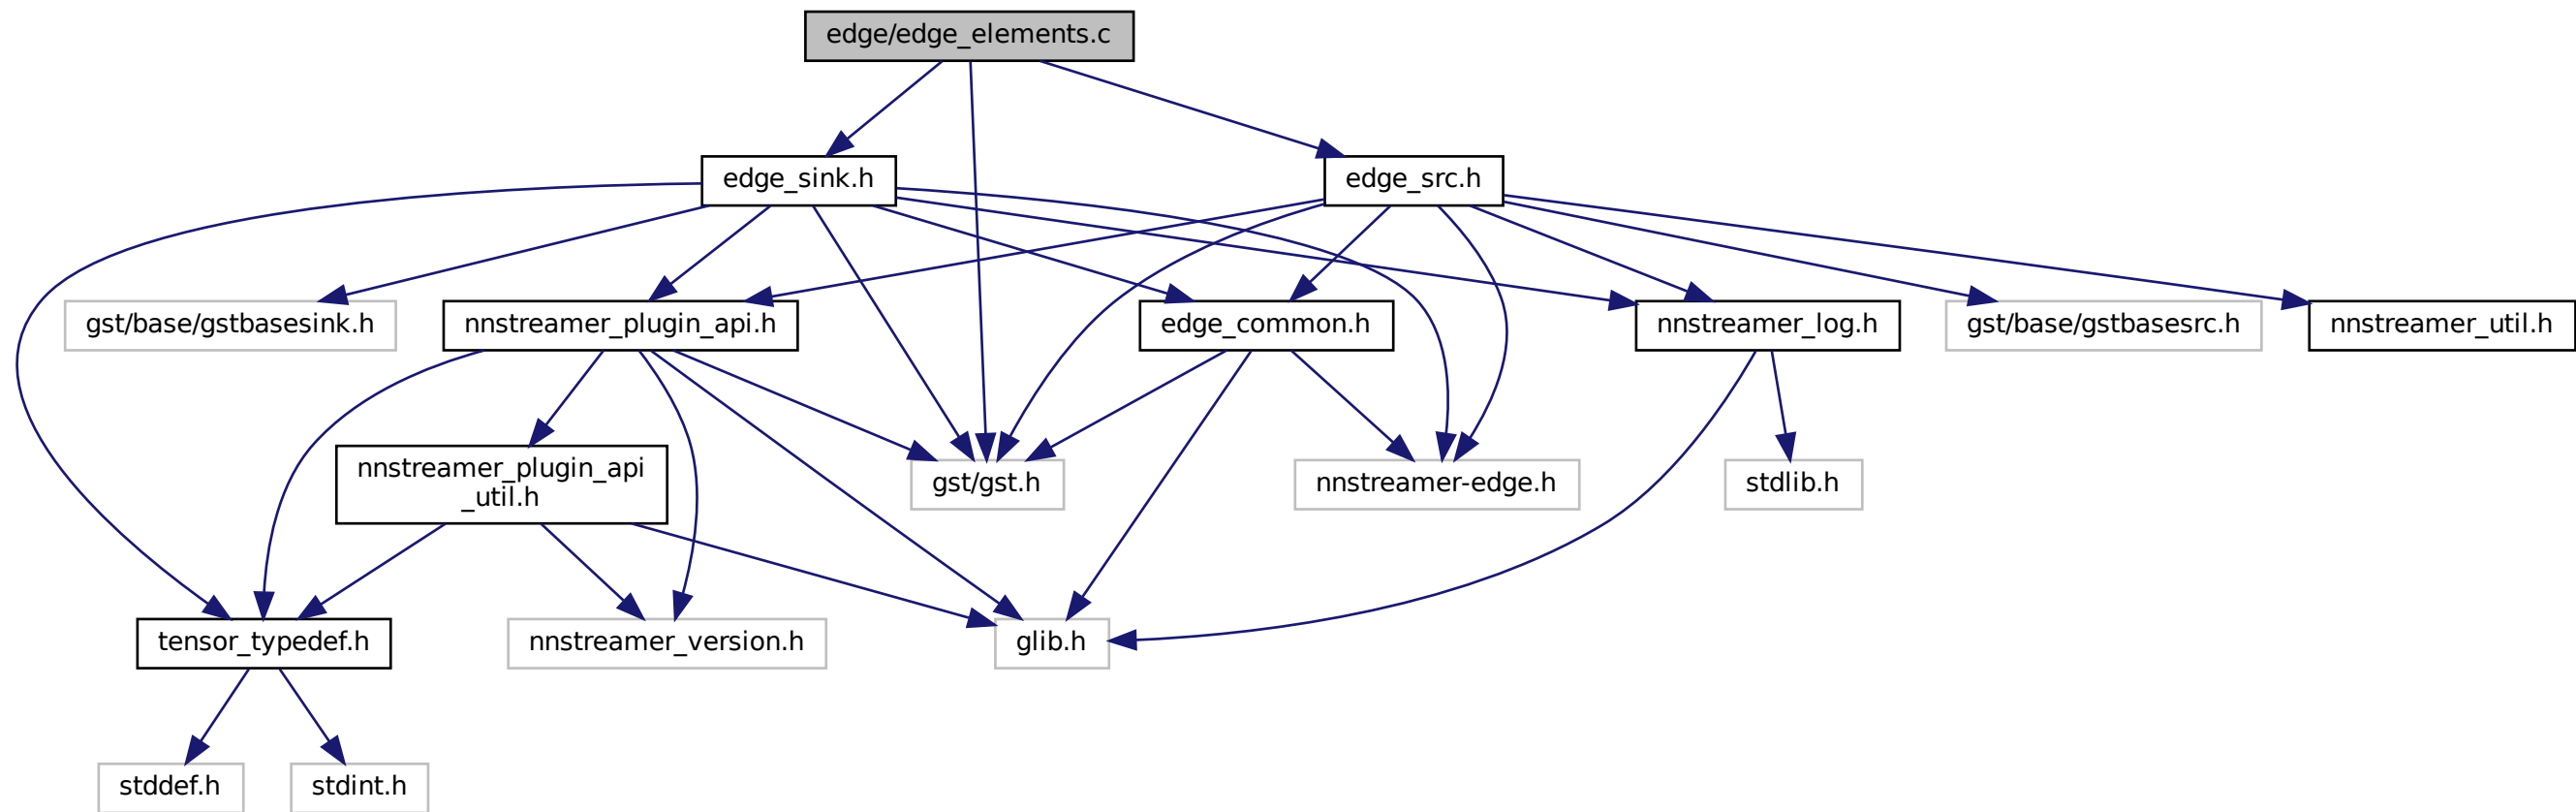 edge/edge_elements.c
edge_sink.h
edge_src.h
gst/base/gstbasesink.h
nnstreamer_plugin_api.h
edge_common.h
nnstreamer_log.h
gst/base/gstbasesrc.h
nnstreamer_util.h
nnstreamer_plugin_api
_util.h
gst/gst.h
nnstreamer-edge.h
stdlib.h
tensor_typedef.h
nnstreamer_version.h
glib.h
stddef.h
stdint.h